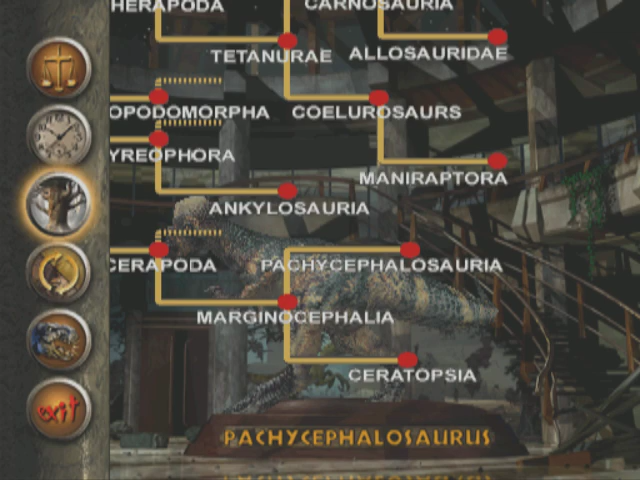 HERAPODA
CARNOSAURIA
TETANURAE
ALLOSAURIDAE
OPODOMORPHA
COELUROSAURS
YREOPHORA
MANIRAPTORA
ANKYLOSAURIA
CERAPODA
PACHYCEPHALOSAURIA
MARGINOCEPHALIA
CERATOPSIA
exit
PACHYCEPHALOSAURUS